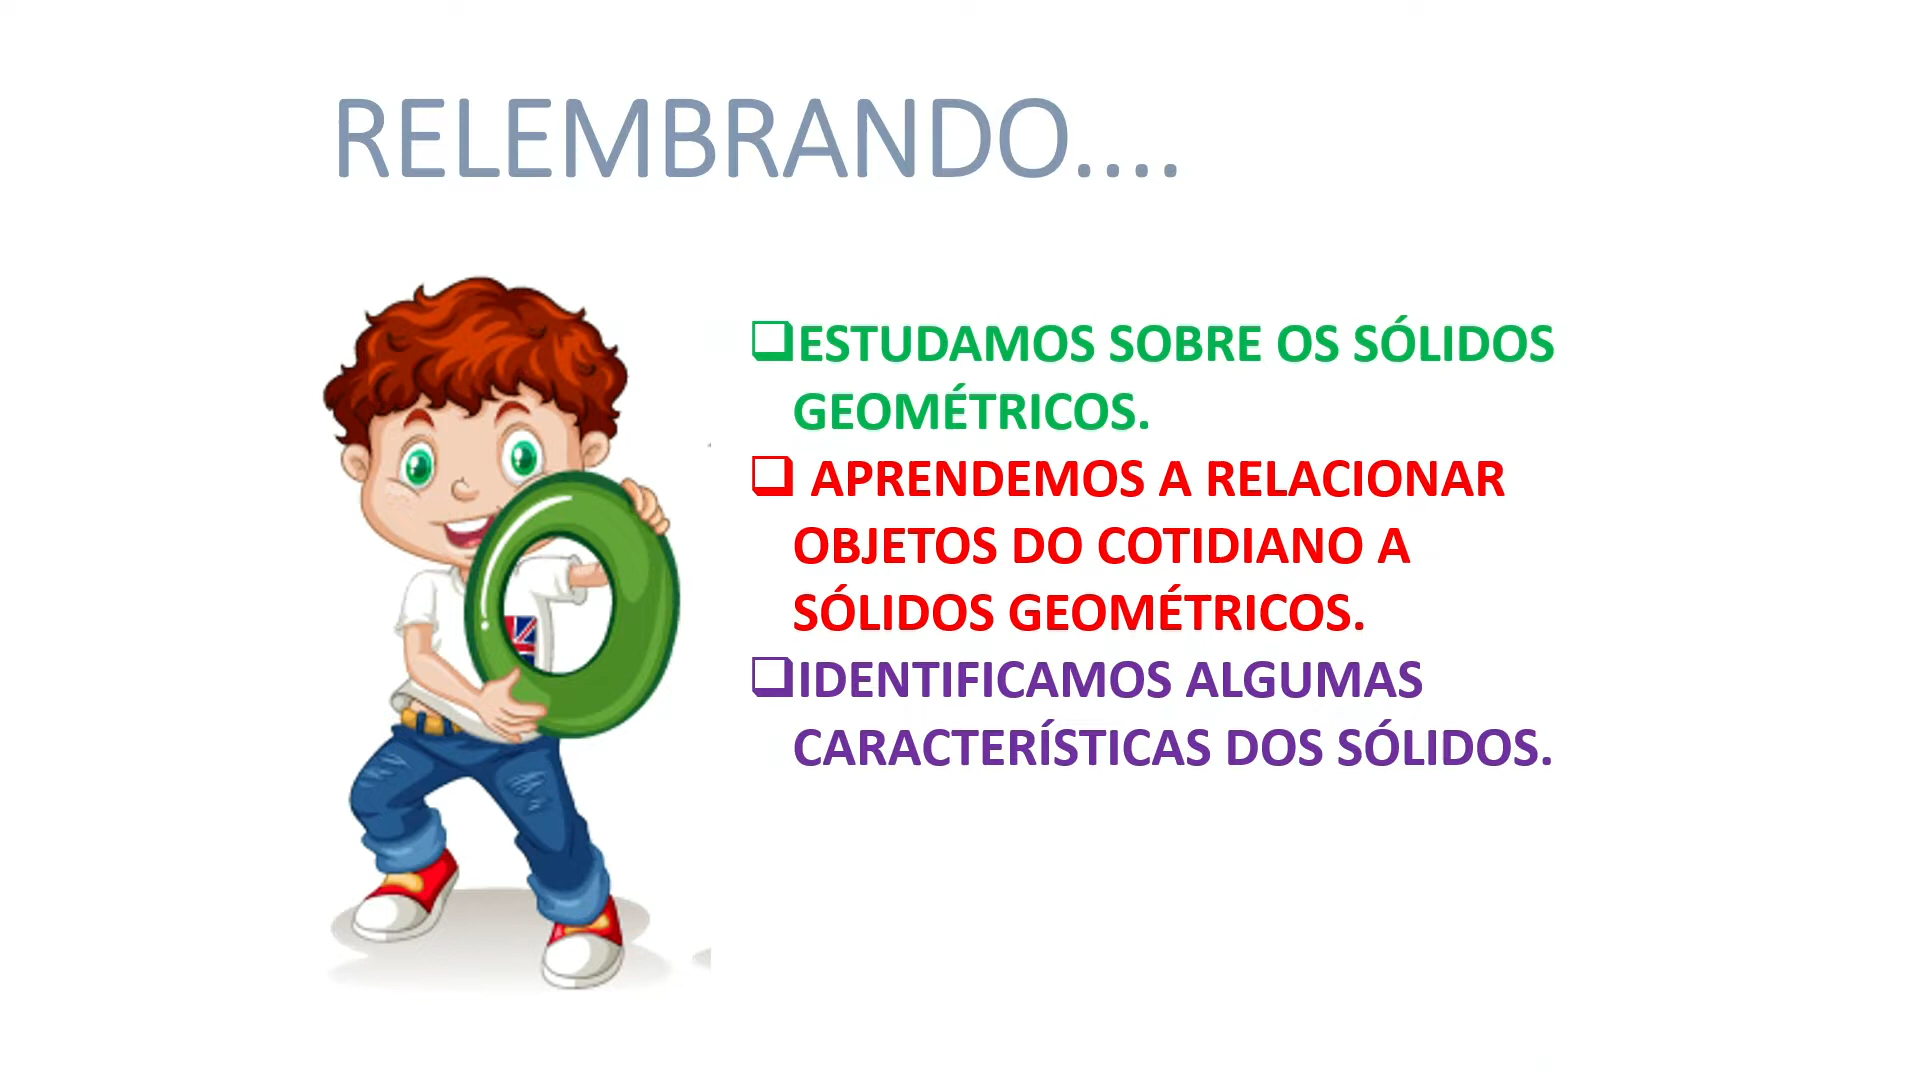 RELEMBRANDO....
ESTUDAMOS SOBRE OS SÓLIDOS
GEOMÉTRICOS.
APRENDEMOS A RELACIONAR
OBJETOS DO COTIDIANO A
SÓLIDOS GEOMÉTRICOS.
IDENTIFICAMOS ALGUMAS
CARACTERÍSTICAS DOS SÓLIDOS.